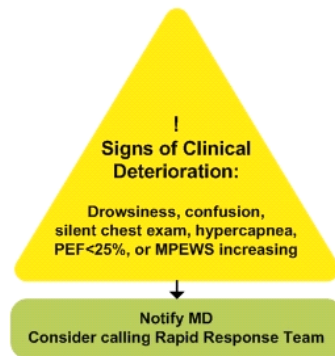 !
Signs of Clinical
Deterioration:
Drowsiness, confusion,
silent chest exam, hypercapnea,
PEF<25%, or MPEWS increasing
Notify MD
Consider calling Rapid Response Team